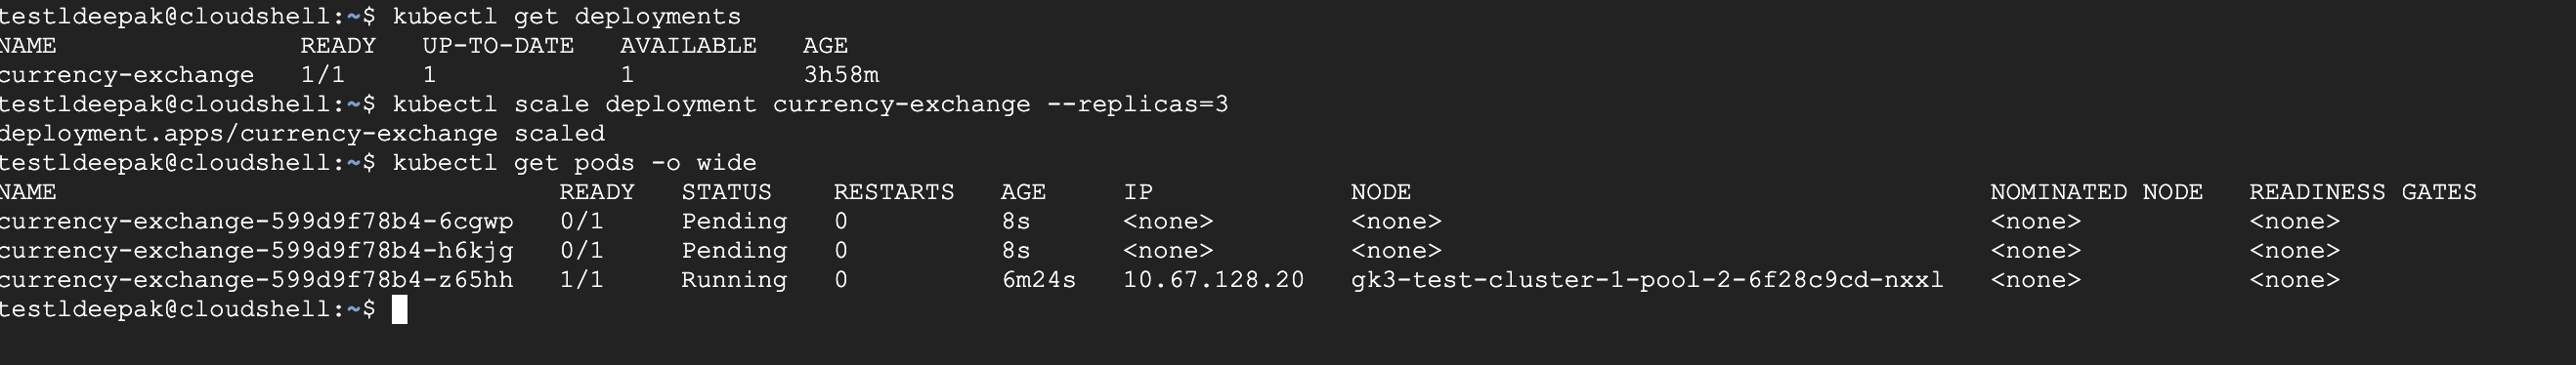 testldeepak@cloudshell:~$ kubectl get deployments
NAME READY UP-TO-DATE AVAILABLE AGE
currency-exchange 1/1 1 1 3h58m
testldeepak@cloudshell:~$ kubectl scale deployment currency-exchange --replicas=3
deployment.apps/currency-exchange scaled
testldeepak@cloudshell:~$ kubectl get pods -o wide
NAME READY STATUS RESTARTS AGE IP NODE NOMINATED NODE READINESS GATES
currency-exchange-599d9f78b4-6cgwp 0/1 Pending 0 8s <none> <none> <none> <none>
currency-exchange-599d9f78b4-h6kjg 0/1 Pending 0 8s <none> <none> <none> <none>
currency-exchange-599d9f78b4-z65hh 1/1 Running 0 6m24s 10.67.128.20 gk3-test-cluster-1-pool-2-6f28c9cd-nxxl <none> <none>
testldeepak@cloudshell:~$